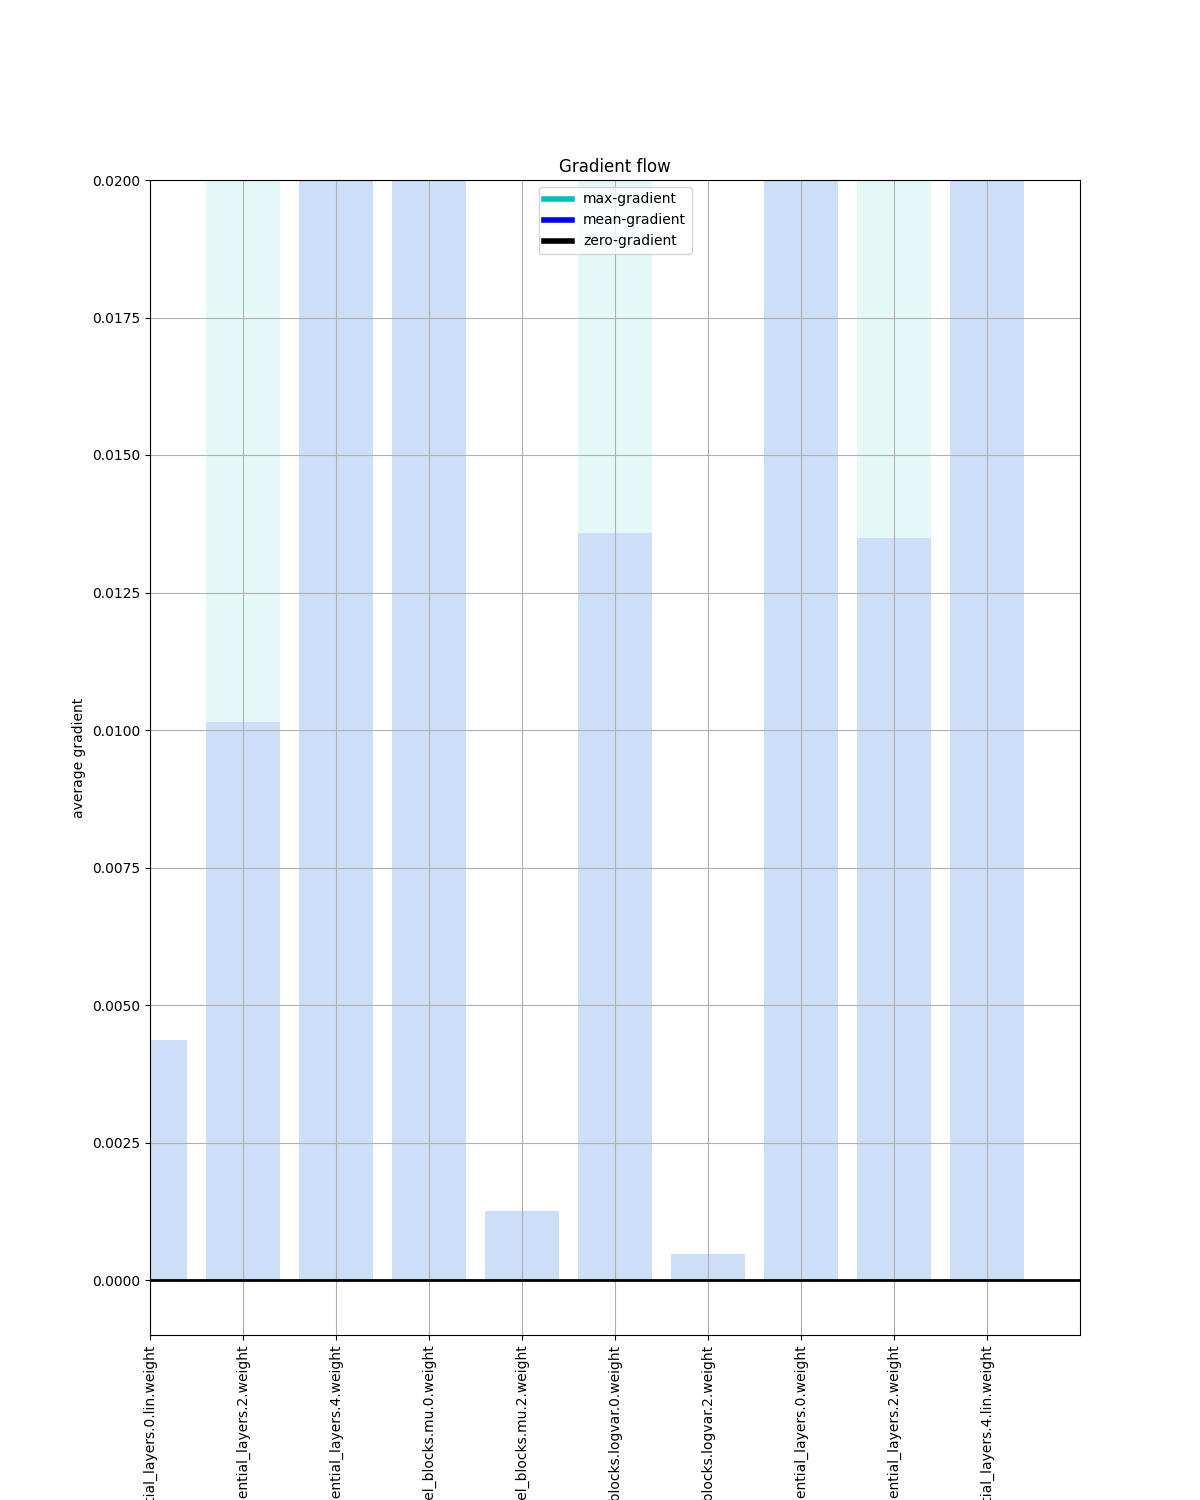 Gradient flow
max-gradient
mean-gradient
zero-gradient
0.0200
0.0175
0.0150
0.0125
0.0100
0.0075
0.0050
0.0025
0.0000
average gradient
tial_layers.0.lin.weight
ential_layers.2.weight
ential_layers.4.weight
el_blocks.mu.0.weight
el_blocks.mu.2.weight
blocks.logvar.0.weight
blocks.logvar.2.weight
ential_layers.0.weight
ential_layers.2.weight
tial_layers.4.lin.weight